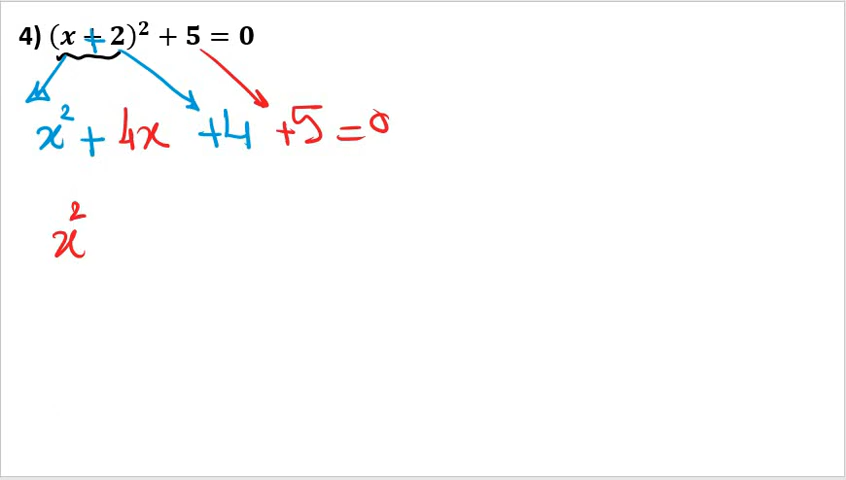 4) (x + 2)² + 5 = 0
x² + 4x + 4 + 5 = 0
x²